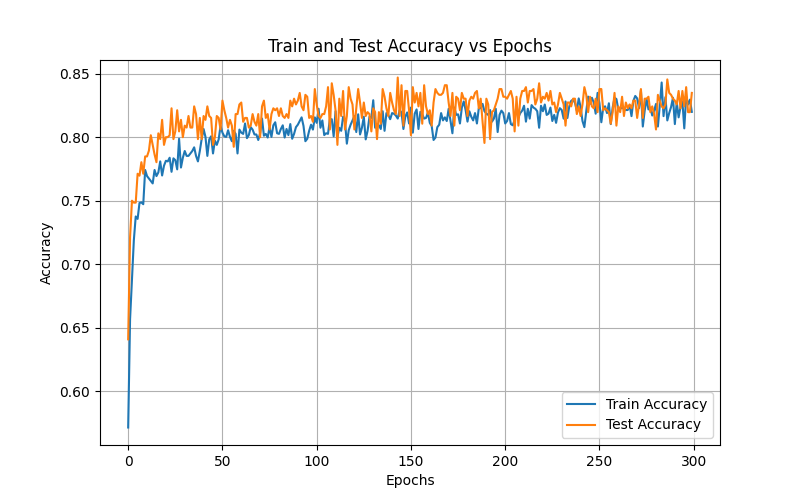 Train and Test Accuracy vs Epochs
Accuracy
0.85
0.80
0.75
0.70
0.65
0.60
0 50 100 150 200 250 300
Epochs
Train Accuracy
Test Accuracy